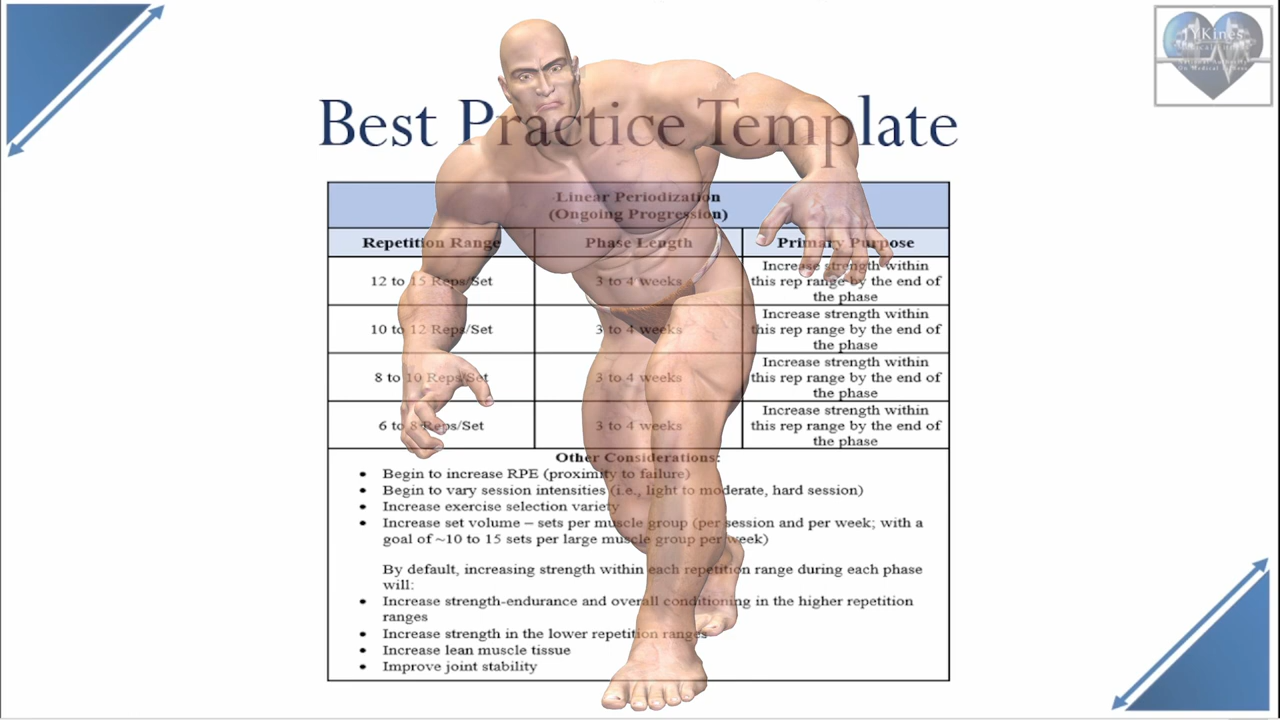 YKines
Best Practice Template
Linear Periodization
(Ongoing Progression)
Repetition Range
Phase Length
Primary Purpose
12 to 15 Reps/Set
3 to 4 weeks
Increase strength within
this rep range by the end of
the phase
10 to 12 Reps/Set
3 to 4 weeks
Increase strength within
this rep range by the end of
the phase
8 to 10 Reps/Set
3 to 4 weeks
Increase strength within
this rep range by the end of
the phase
6 to 8 Reps/Set
3 to 4 weeks
Increase strength within
this rep range by the end of
the phase
Other Considerations:
• Begin to increase RPE (proximity to failure)
• Begin to vary session intensities (i.e., light to moderate, hard session)
• Increase exercise selection variety
• Increase set volume – sets per muscle group (per session and per week; with a
goal of ~10 to 15 sets per large muscle group per week)
By default, increasing strength within each repetition range during each phase
will:
• Increase strength-endurance and overall conditioning in the higher repetition
ranges
• Increase strength in the lower repetition ranges
• Increase lean muscle tissue
• Improve joint stability